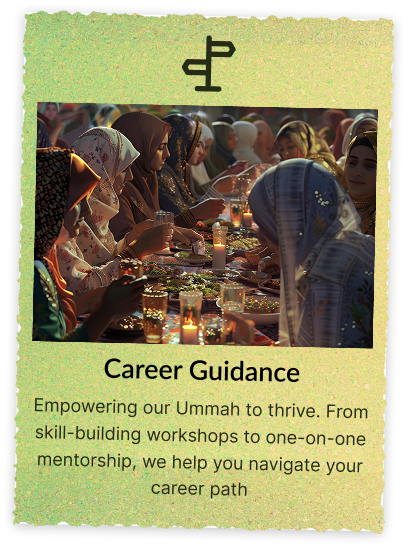 Career Guidance
Empowering our Ummah to thrive. From
skill-building workshops to one-on-one
mentorship, we help you navigate your
career path